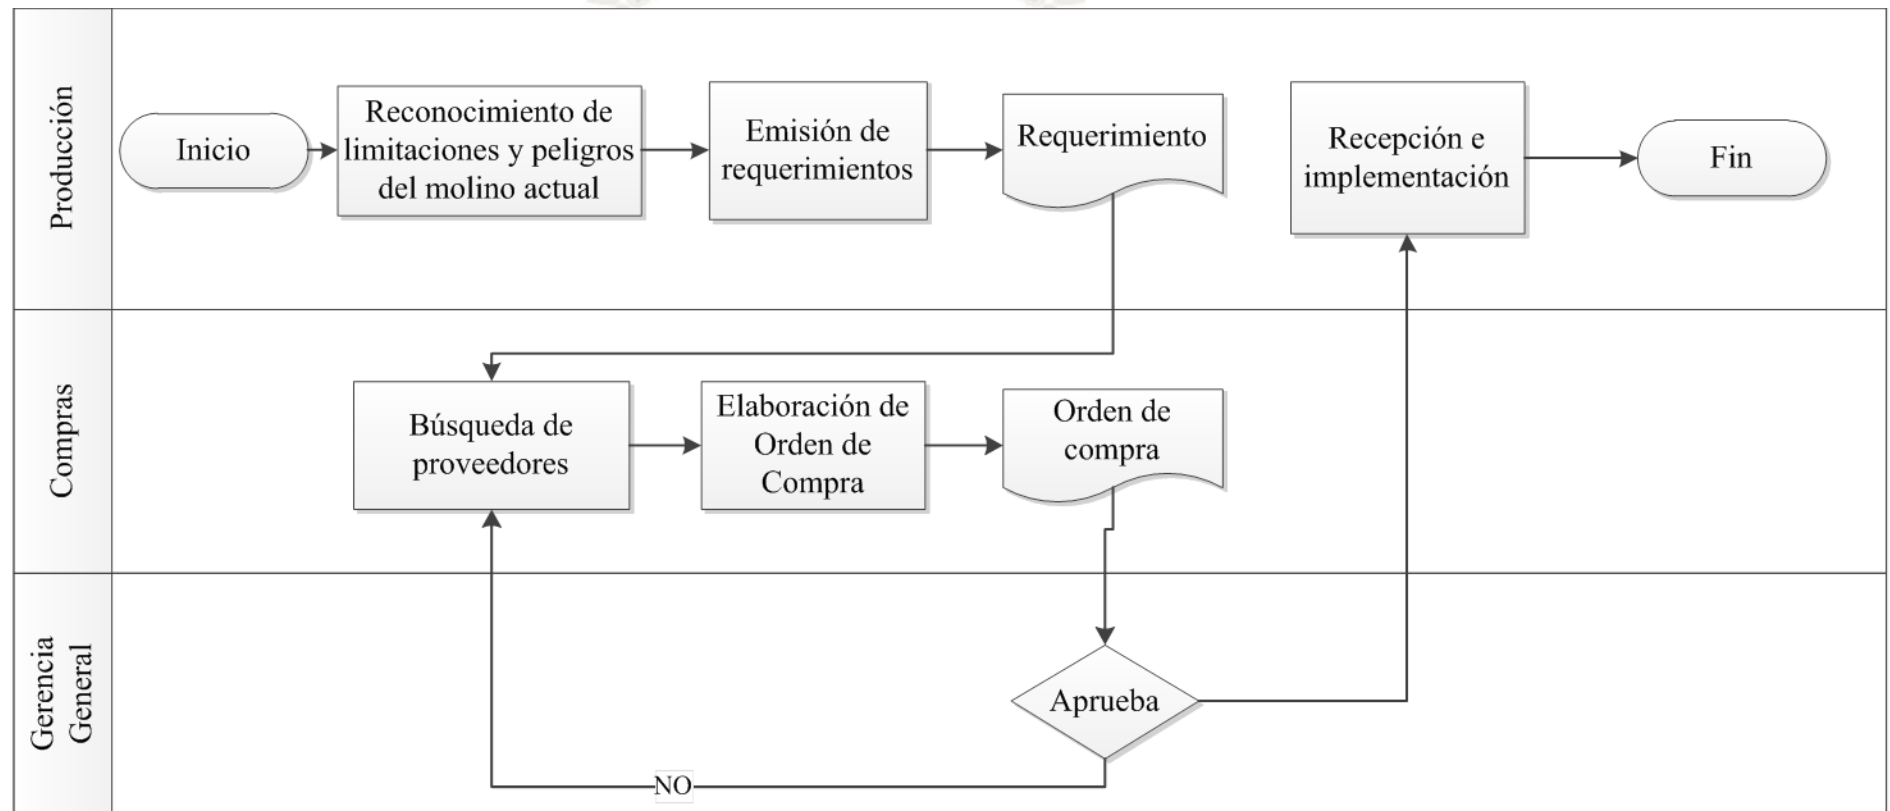 Producción
Inicio
Reconocimiento de
limitaciones y peligros
del molino actual
Emisión de
requerimientos
Requerimiento
Recepción e
implementación
Fin
Compras
Búsqueda de
proveedores
Elaboración de
Orden de
Compra
Orden de
compra
Gerencia
General
Aprueba
NO